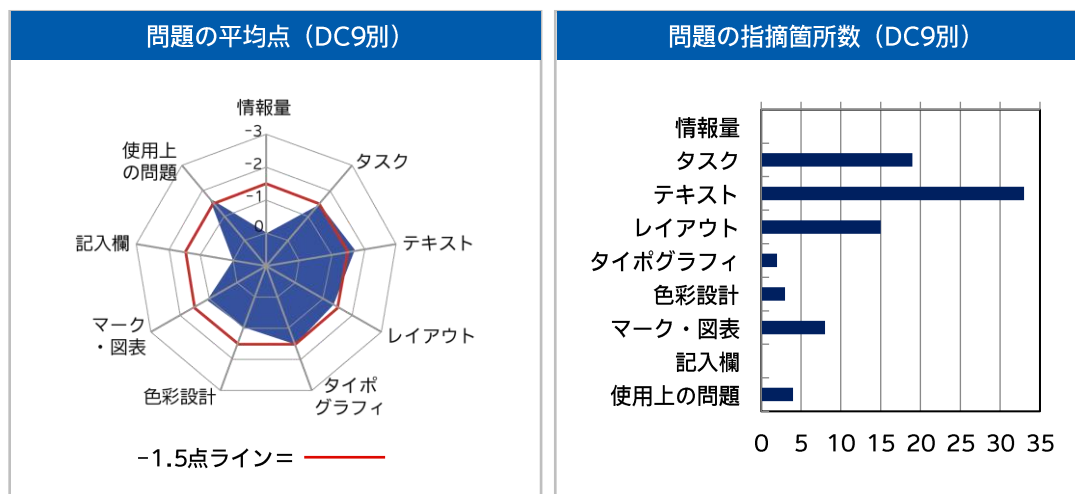 問題の平均点（DC9別）
情報量
-3
-2
-1
0
タスク
テキスト
レイアウト
タイポ
グラフィ
色彩設計
マーク
・図表
記入欄
使用上
の問題
-1.5点ライン＝
問題の指摘箇所数（DC9別）
情報量
タスク
テキスト
レイアウト
タイポグラフィ
色彩設計
マーク・図表
記入欄
使用上の問題
0 5 10 15 20 25 30 35